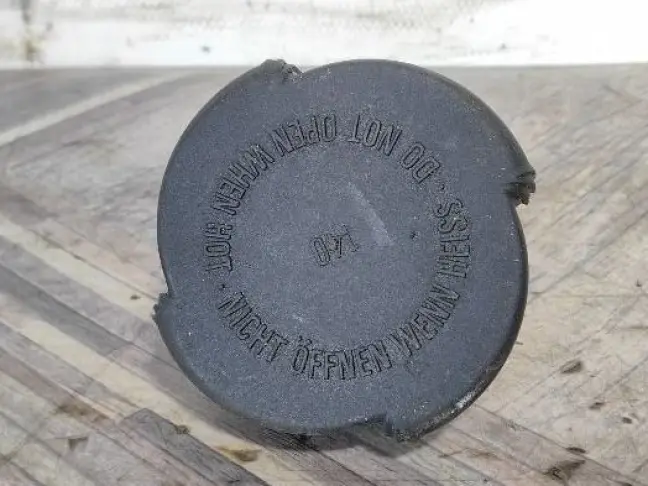 DO NOT OPEN WHEN HOT ·
NICHT ÖFFNEN WENN HEISS ·
140